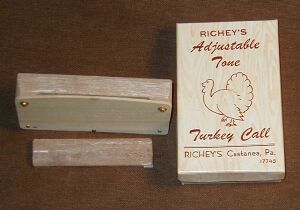 RICHEY'S
Adjustable
Tone
Turkey Call
RICHEY'S Castanea, Pa.
17745